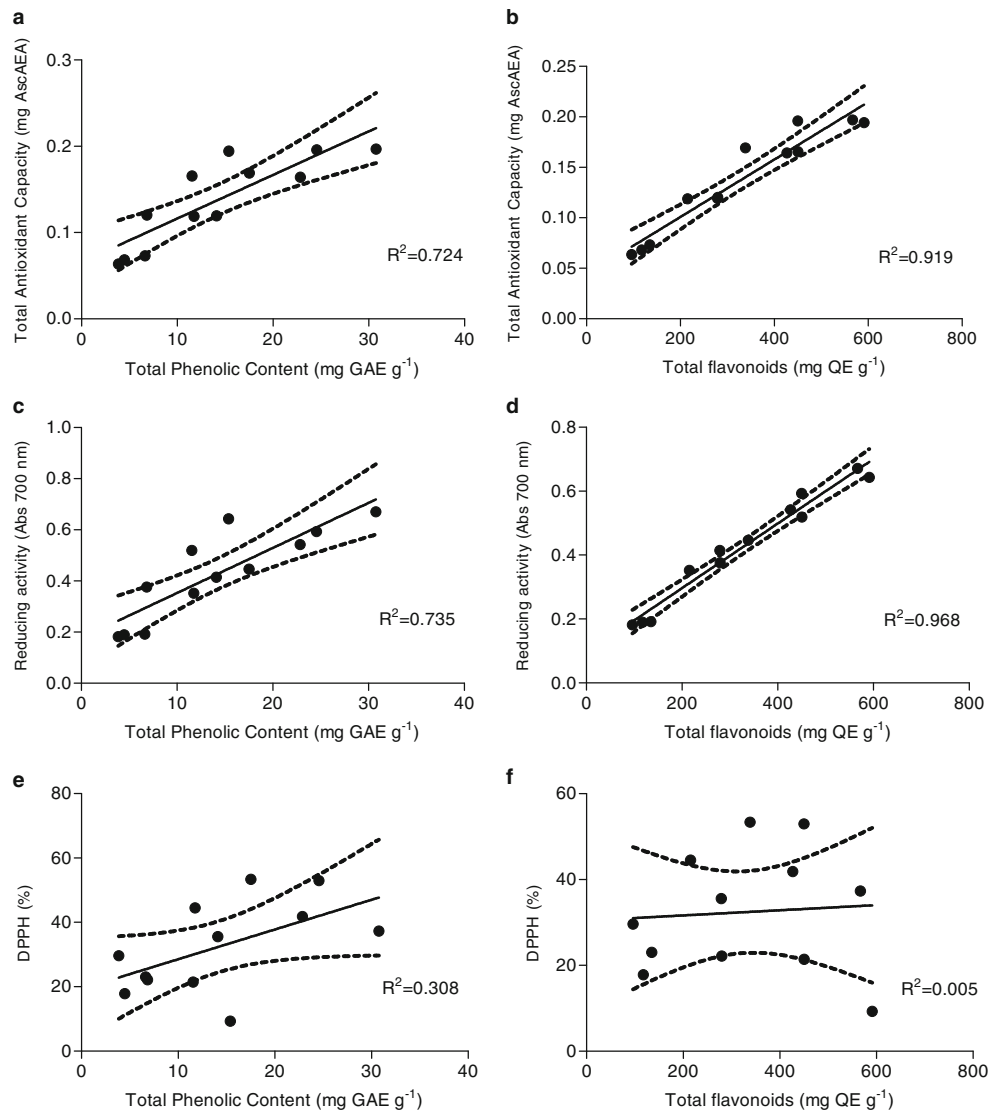 a
Total Antioxidant Capacity (mg AscAEA)
0.3
0.2
0.1
0.0
R²=0.724
0
10
20
30
40
Total Phenolic Content (mg GAE g⁻¹)
b
Total Antioxidant Capacity (mg AscAEA)
0.25
0.20
0.15
0.10
0.05
0.00
R²=0.919
0
200
400
600
800
Total flavonoids (mg QE g⁻¹)
c
Reducing activity (Abs 700 nm)
1.0
0.8
0.6
0.4
0.2
0.0
R²=0.735
0
10
20
30
40
Total Phenolic Content (mg GAE g⁻¹)
d
Reducing activity (Abs 700 nm)
0.8
0.6
0.4
0.2
0.0
R²=0.968
0
200
400
600
800
Total flavonoids (mg QE g⁻¹)
e
DPPH (%)
80
60
40
20
0
R²=0.308
0
10
20
30
40
Total Phenolic Content (mg GAE g⁻¹)
f
DPPH (%)
60
40
20
0
R²=0.005
0
200
400
600
800
Total flavonoids (mg QE g⁻¹)